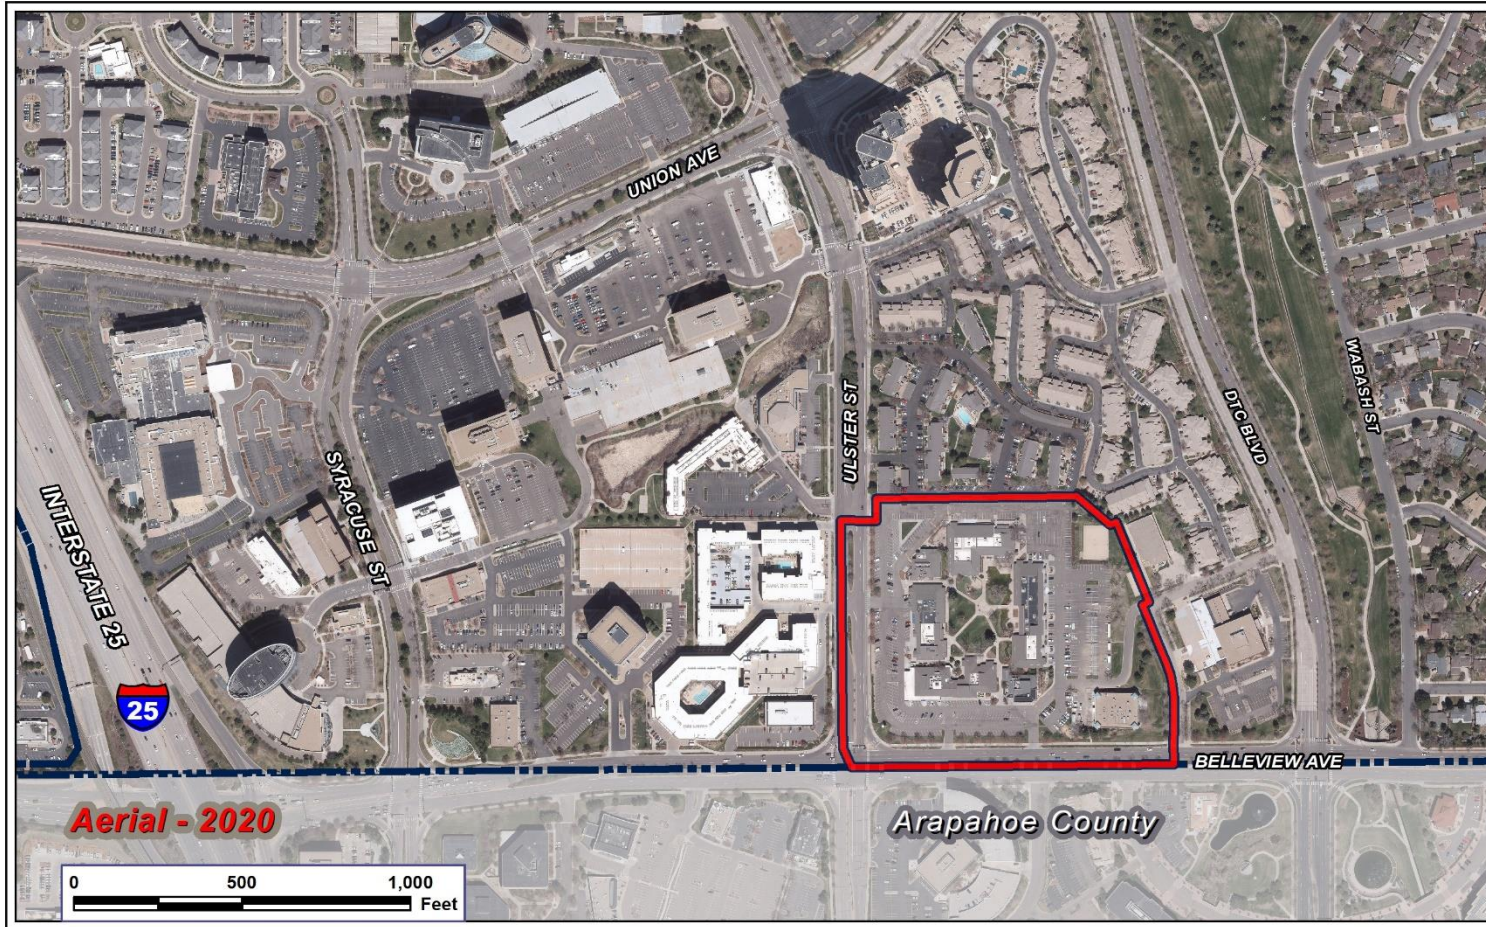 UNION AVE
ULSTER ST
WABASH ST
DTC BLVD
SYRACUSE ST
INTERSTATE 25
25
BELLEVIEW AVE
Aerial - 2020
Arapahoe County
0 500 1,000
Feet